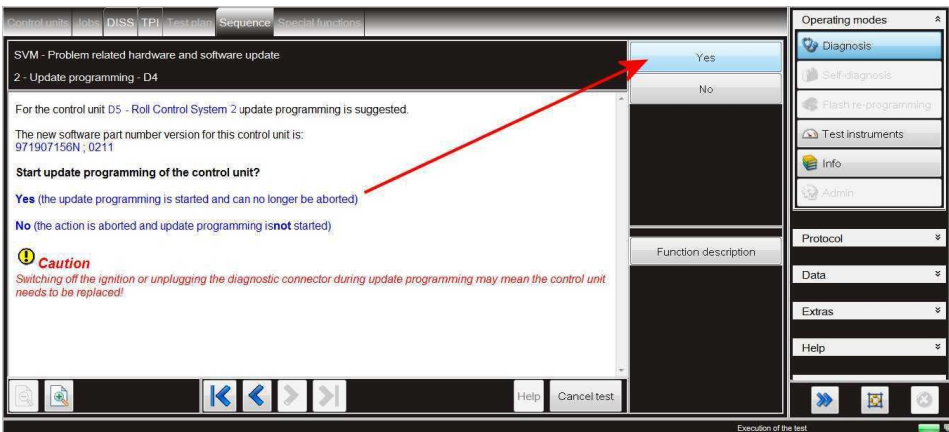 Control units Jobs DISS TPI Test plan Sequence Special functions
SVM - Problem related hardware and software update
2 - Update programming - D4
For the control unit D5 - Roll Control System 2 update programming is suggested.
The new software part number version for this control unit is:
971907156N ; 0211
Start update programming of the control unit?
Yes (the update programming is started and can no longer be aborted)
No (the action is aborted and update programming isnot started)
Caution
Switching off the ignition or unplugging the diagnostic connector during update programming may mean the control unit
needs to be replaced!
Help
Cancel test
Yes
No
Function description
Operating modes
Diagnosis
Self-diagnosis
Flash re-programming
Test instruments
Info
Admin
Protocol
Data
Extras
Help
Execution of the test